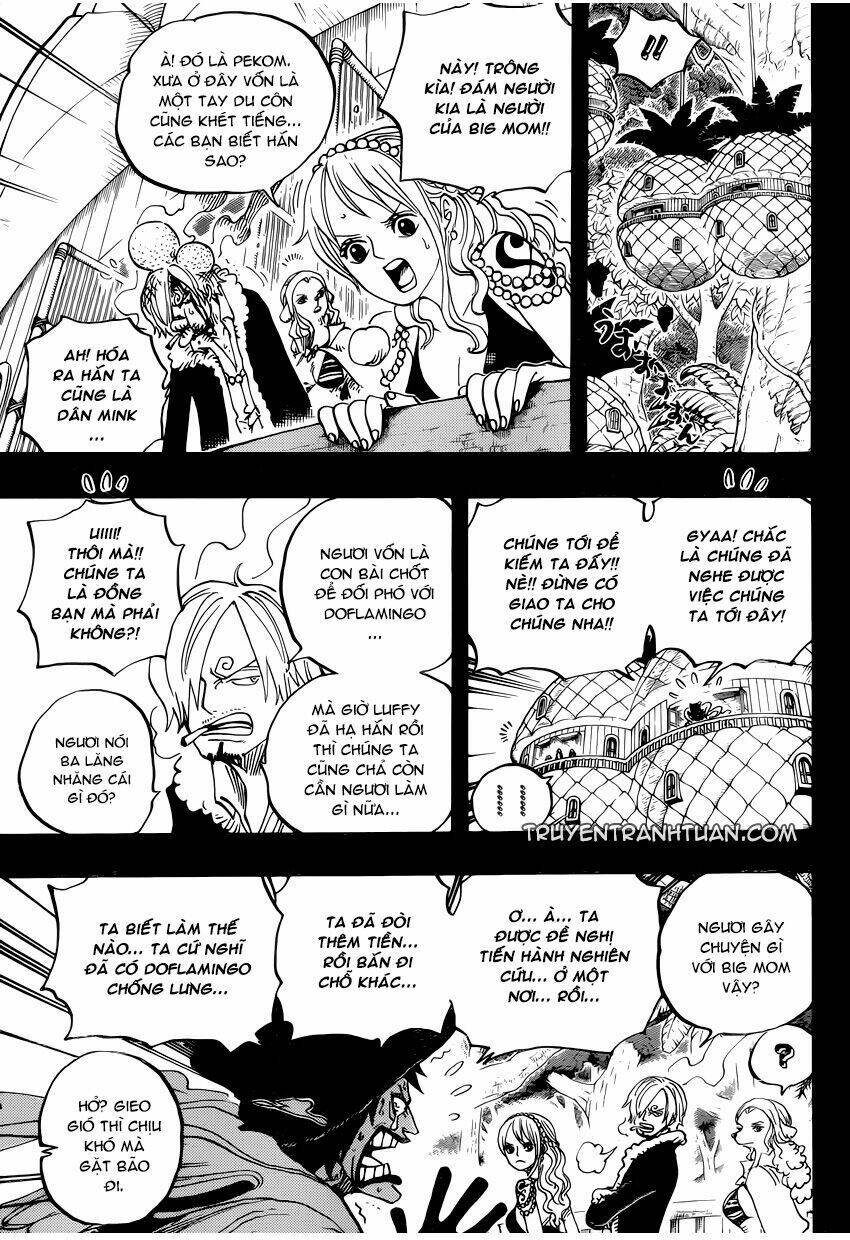 !!
NÀY! TRÔNG
KÌA! ĐÁM NGƯỜI
KIA LÀ NGƯỜI
CỦA BIG MOM!!
À! ĐÓ LÀ PEKOM.
XƯA Ở ĐÂY VỐN LÀ
MỘT TAY DU CÔN
CŨNG KHÉT TIẾNG...
CÁC BẠN BIẾT HẮN
SAO?
AH! HÓA
RA HẮN TA
CŨNG LÀ
DÂN MINK
...
GYAA! CHẮC
LÀ CHÚNG ĐÃ
NGHE ĐƯỢC
VIỆC CHÚNG
TA TỚI ĐÂY!
CHÚNG TỚI ĐỂ
KIẾM TA ĐẤY!!
NÈ!! ĐỪNG CÓ
GIAO TA CHO
CHÚNG NHA!!
TRUYENTRANHTUAN.COM
NGƯƠI VỐN LÀ
CON BÀI CHỐT
ĐỂ ĐỐI PHÓ VỚI
DOFLAMINGO
...
MÀ GIỜ LUFFY
ĐÃ HẠ HẮN RỒI
THÌ CHÚNG TA
CŨNG CHẢ CÒN
CẦN NGƯƠI LÀM
GÌ NỮA...
UIIII!
THÔI MÀ!!
CHÚNG TA
LÀ ĐỒNG
BẠN MÀ PHẢI
KHÔNG?!
NGƯƠI NÓI
BA LĂNG
NHĂNG CÁI
GÌ ĐÓ?
NGƯƠI GÂY
CHUYỆN GÌ
VỚI BIG MOM
VẬY?
?
Ơ... À... TA
ĐƯỢC ĐỀ NGHỊ
TIẾN HÀNH NGHIÊN
CỨU... Ở MỘT
NƠI... RỒI...
TA ĐÃ ĐÒI
THÊM TIỀN...
RỒI BẮN ĐI
CHỖ KHÁC...
TA BIẾT LÀM THẾ
NÀO... TA CỨ NGHĨ
ĐÃ CÓ DOFLAMINGO
CHỐNG LƯNG...
HỞ? GIEO
GIÓ THÌ CHỊU
KHÓ MÀ
GẶT BÃO
ĐI.